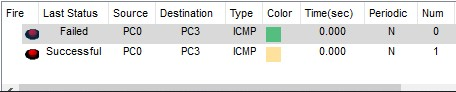 Fire Last Status Source Destination Type Color Time(sec) Periodic Num
Failed PC0 PC3 ICMP 0.000 N 0
Successful PC0 PC3 ICMP 0.000 N 1